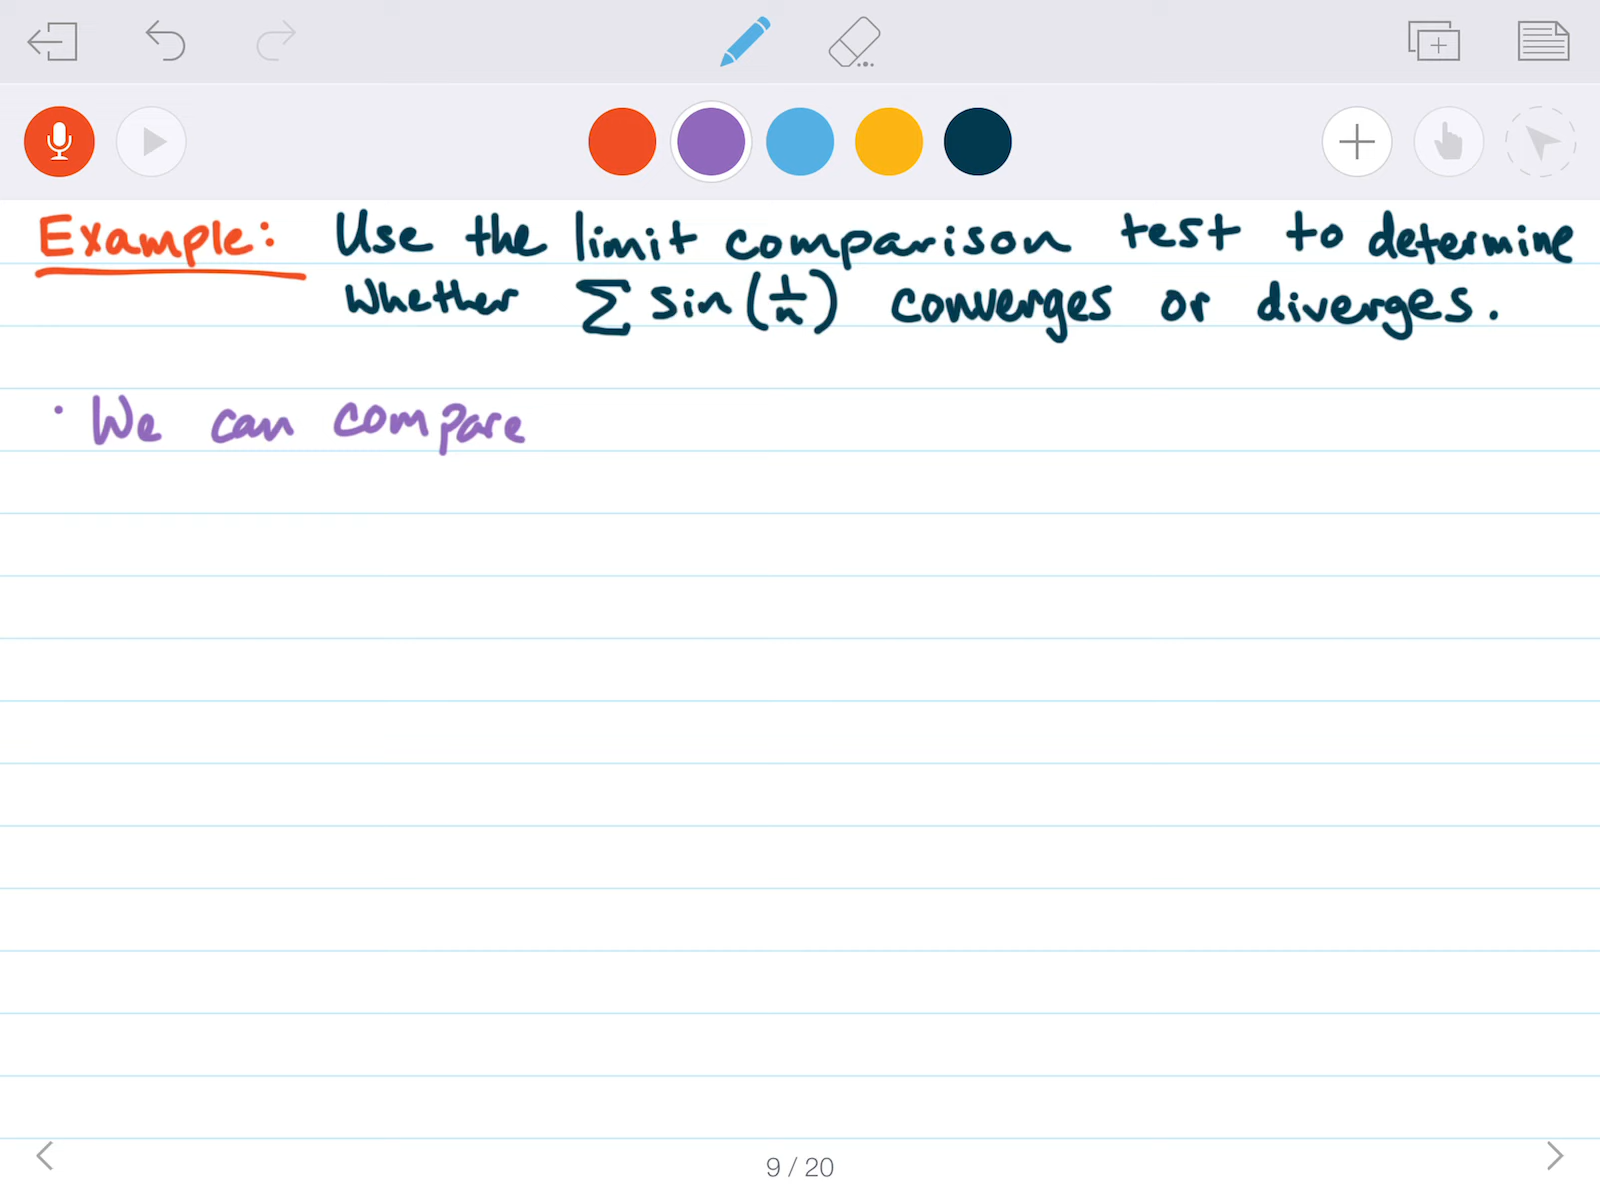 Example: Use the limit comparison test to determine
whether ∑ sin(1/n) converges or diverges.
· We can compare
9 / 20